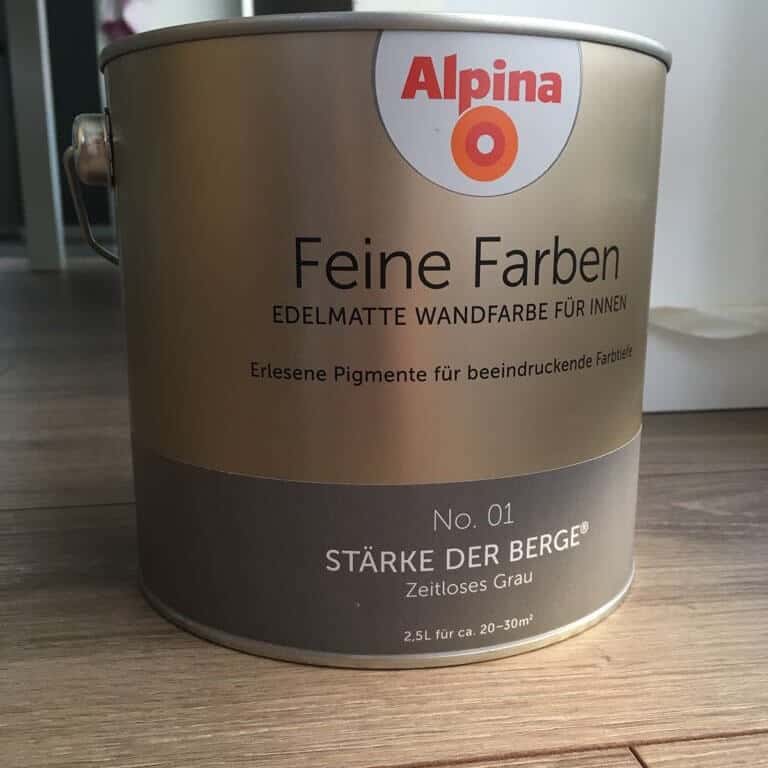 Alpina
Feine Farben
EDELMATTE WANDFARBE FÜR INNEN
Erlesene Pigmente für beeindruckende Farbtiefe
No. 01
STÄRKE DER BERGE®
Zeitloses Grau
2,5L für ca. 20–30m²